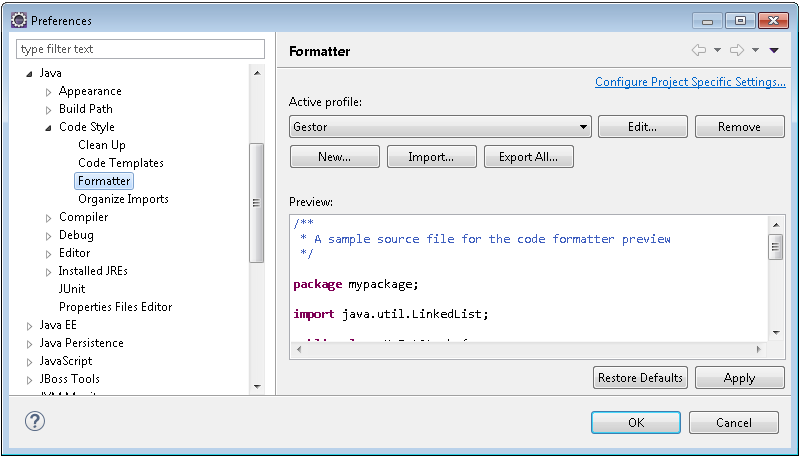 Preferences
type filter text
Java
Appearance
Build Path
Code Style
Clean Up
Code Templates
Formatter
Organize Imports
Compiler
Debug
Editor
Installed JREs
JUnit
Properties Files Editor
Java EE
Java Persistence
JavaScript
JBoss Tools
Formatter
Configure Project Specific Settings...
Active profile:
Gestor
Edit...
Remove
New...
Import...
Export All...
Preview:
/**
* A sample source file for the code formatter preview
*/
package mypackage;
import java.util.LinkedList;
Restore Defaults
Apply
OK
Cancel